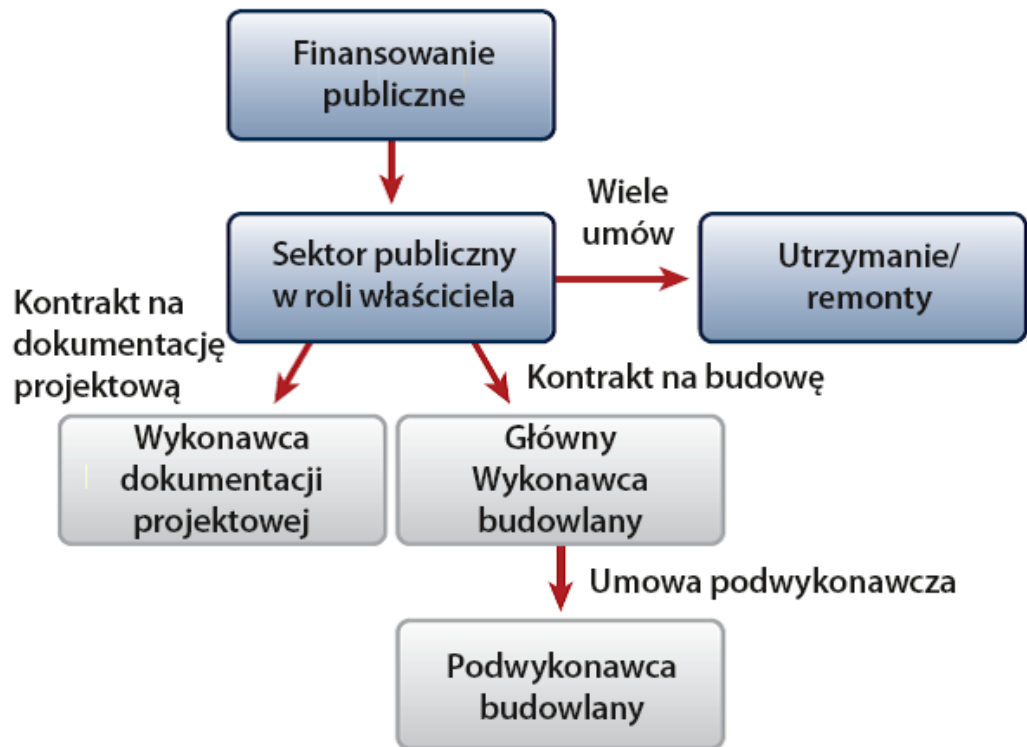 Finansowanie
publiczne
Wiele
umów
Sektor publiczny
w roli właściciela
Utrzymanie/
remonty
Kontrakt na
dokumentację
projektową
Kontrakt na budowę
Wykonawca
dokumentacji
projektowej
Główny
Wykonawca
budowlany
Umowa podwykonawcza
Podwykonawca
budowlany